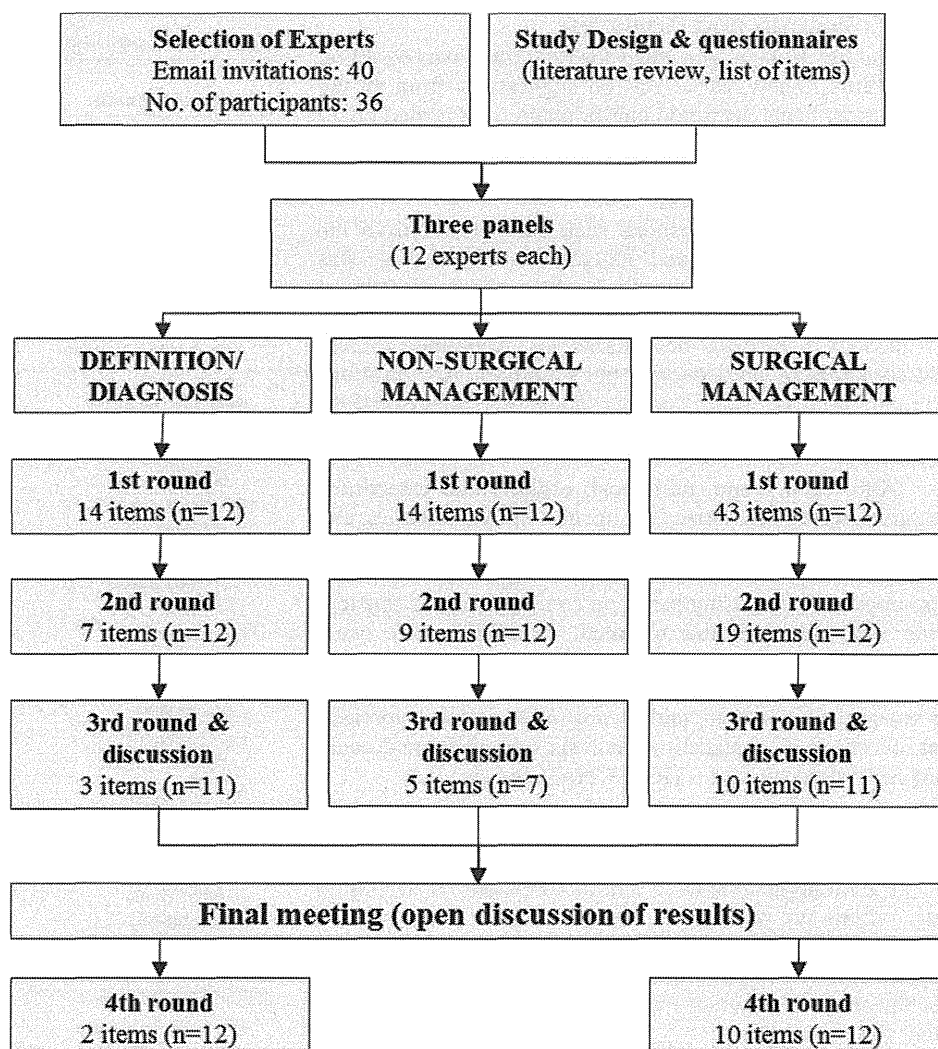 Selection of Experts
Email invitations: 40
No. of participants: 36
Study Design & questionnaires
(literature review, list of items)
Three panels
(12 experts each)
DEFINITION/
DIAGNOSIS
NON-SURGICAL
MANAGEMENT
SURGICAL
MANAGEMENT
1st round
14 items (n=12)
1st round
14 items (n=12)
1st round
43 items (n=12)
2nd round
7 items (n=12)
2nd round
9 items (n=12)
2nd round
19 items (n=12)
3rd round &
discussion
3 items (n=11)
3rd round &
discussion
5 items (n=7)
3rd round &
discussion
10 items (n=11)
Final meeting (open discussion of results)
4th round
2 items (n=12)
4th round
10 items (n=12)